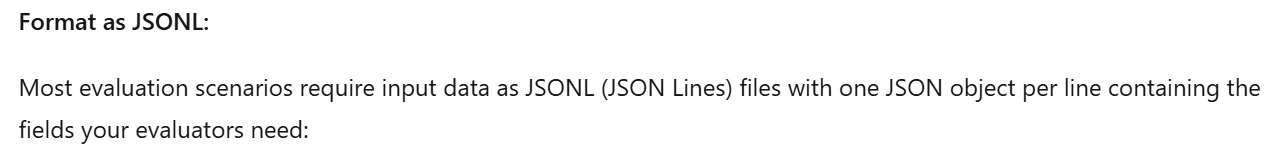 Format as JSONL:
Most evaluation scenarios require input data as JSONL (JSON Lines) files with one JSON object per line containing the
fields your evaluators need: